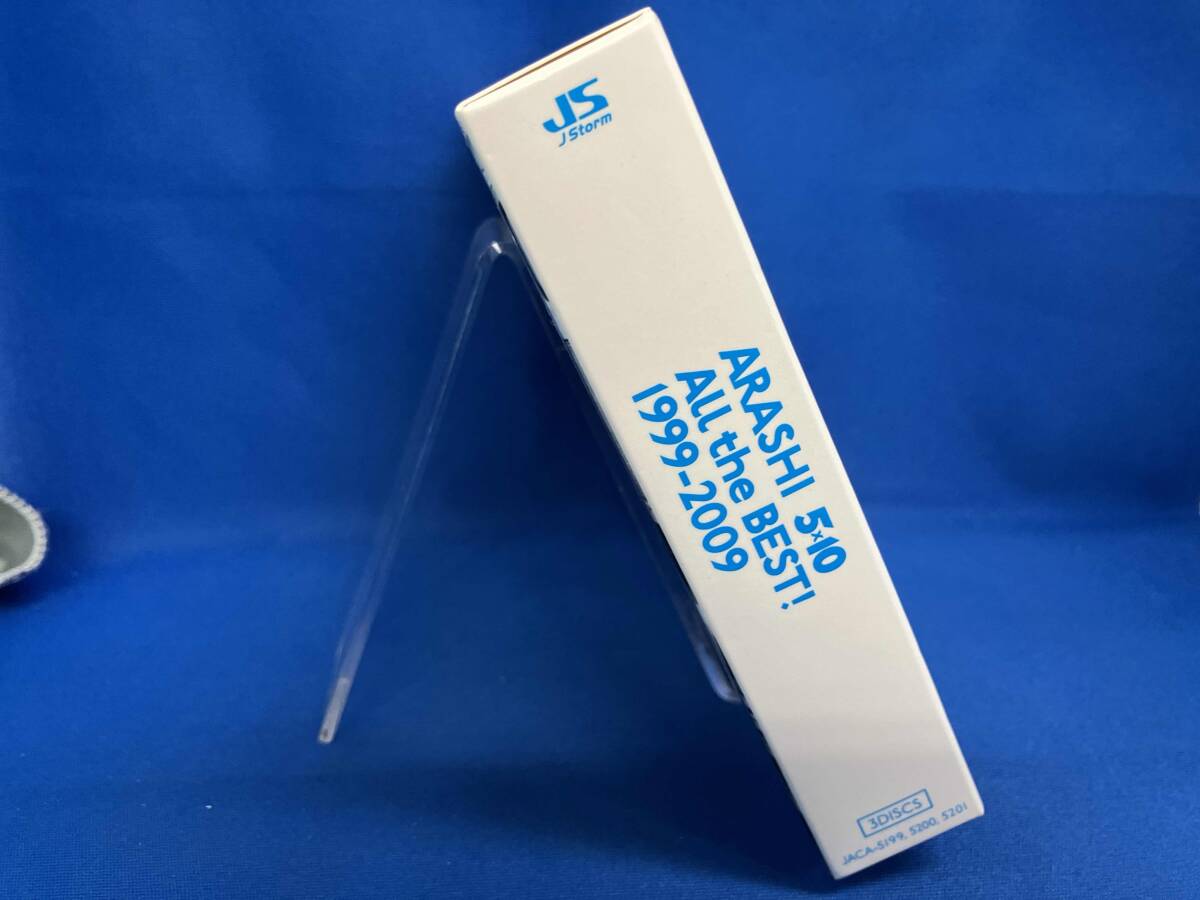 JS
J Storm
ARASHI 5×10
All the BEST!
1999-2009
3DISCS
JACA-5199, 5200, 5201